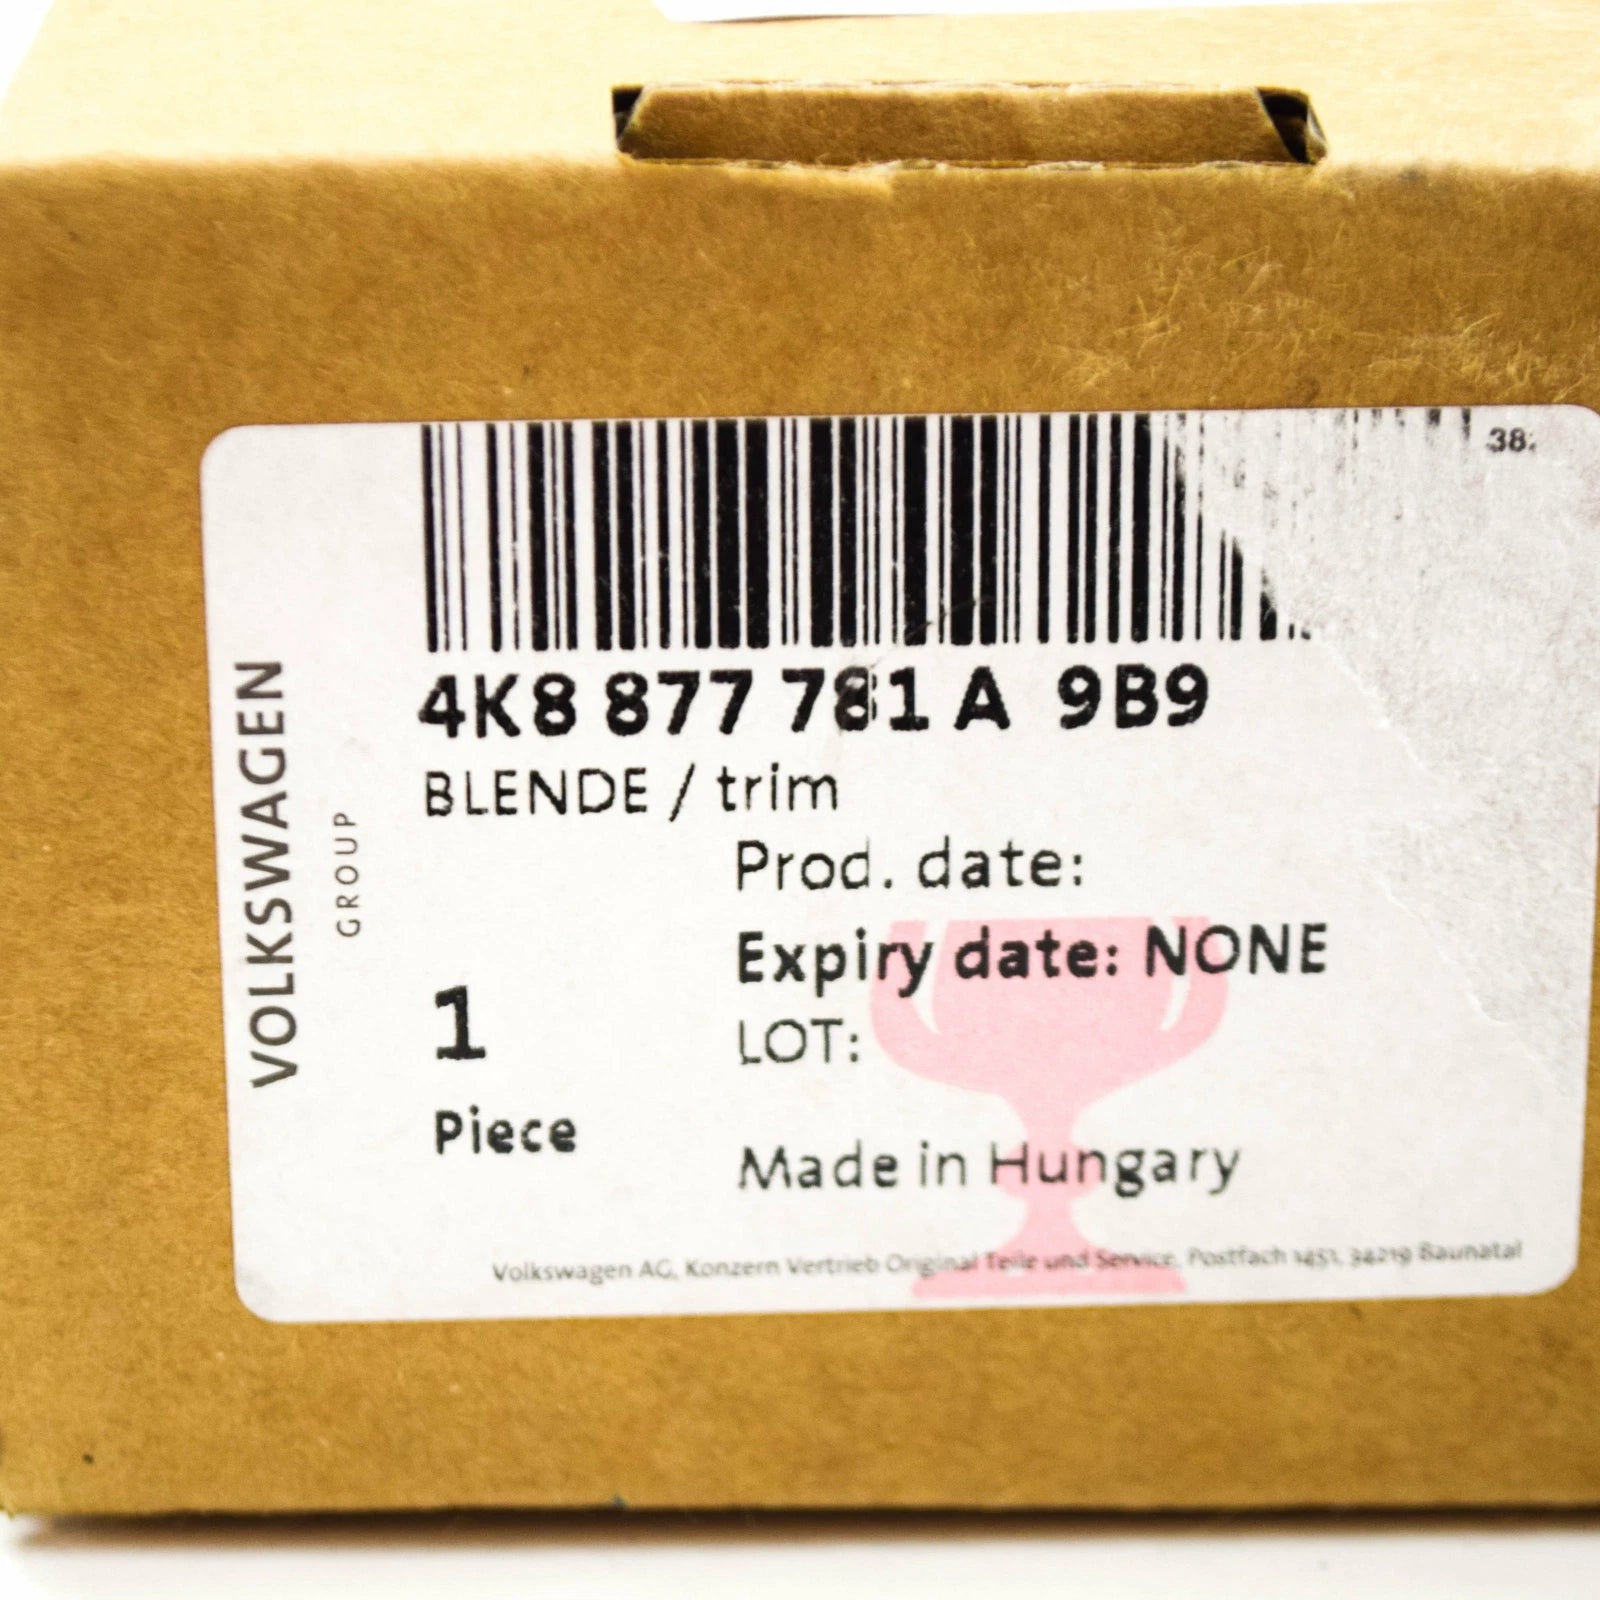 38
4K8 877 781 A 9B9
BLENDE / trim
Prod. date:
Expiry date: NONE
LOT:
1
Piece
Made in Hungary
Volkswagen AG, Konzern Vertrieb Original Teile und Service, Postfach 1451, 34219 Baunatal
VOLKSWAGEN
GROUP